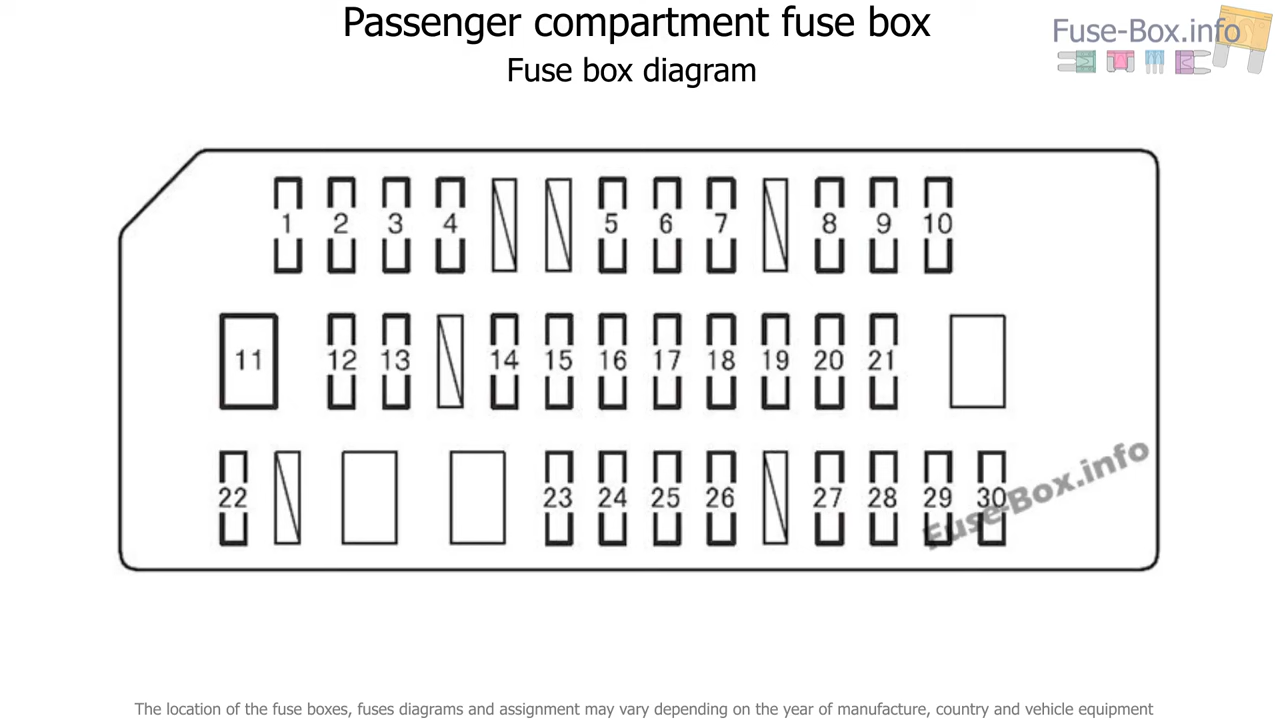 Passenger compartment fuse box
Fuse box diagram
Fuse-Box.info
1 2 3 4 5 6 7 8 9 10
11 12 13 14 15 16 17 18 19 20 21
22 23 24 25 26 27 28 29 30
Fuse-Box.info
The location of the fuse boxes, fuses diagrams and assignment may vary depending on the year of manufacture, country and vehicle equipment